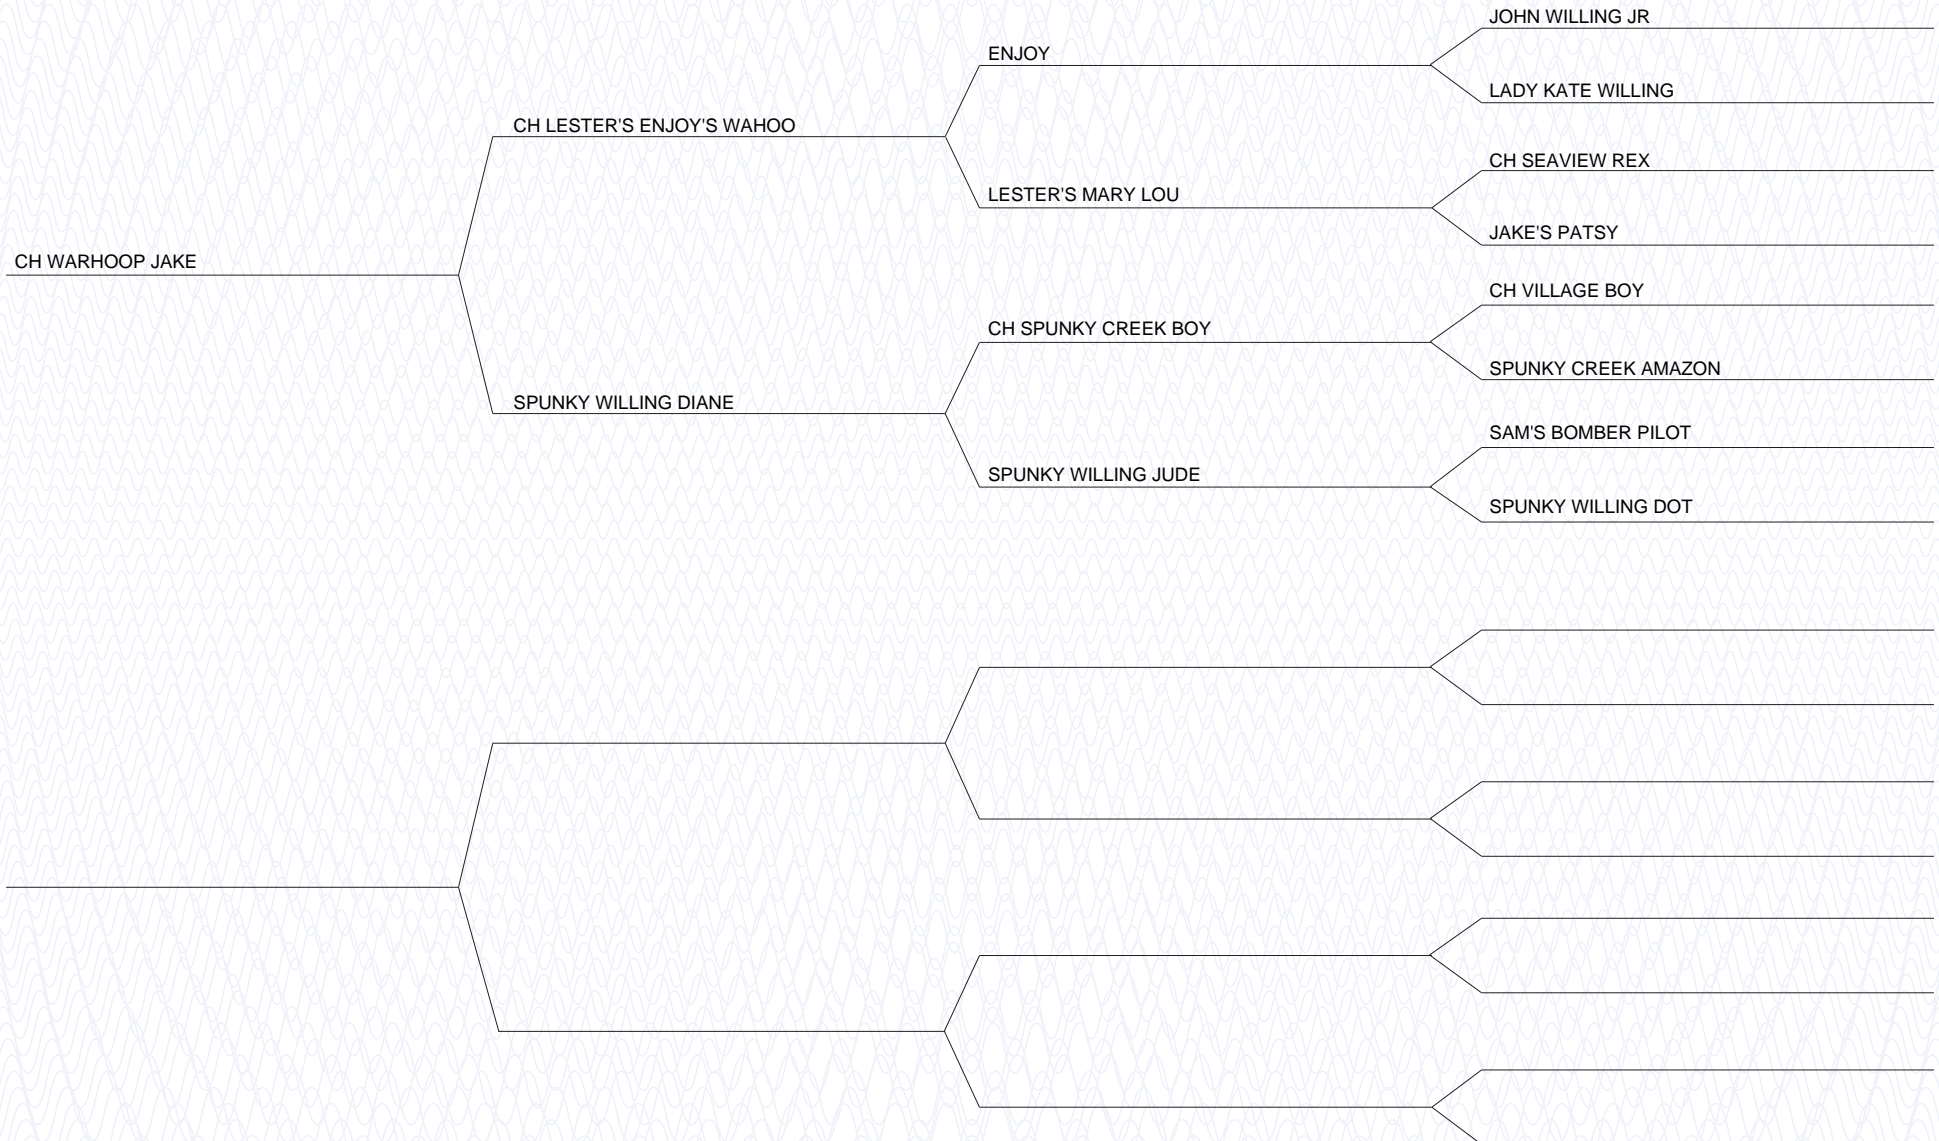 JOHN WILLING JR
ENJOY
LADY KATE WILLING
CH LESTER'S ENJOY'S WAHOO
CH SEAVIEW REX
LESTER'S MARY LOU
JAKE'S PATSY
CH WARHOOP JAKE
CH VILLAGE BOY
CH SPUNKY CREEK BOY
SPUNKY CREEK AMAZON
SPUNKY WILLING DIANE
SAM'S BOMBER PILOT
SPUNKY WILLING JUDE
SPUNKY WILLING DOT